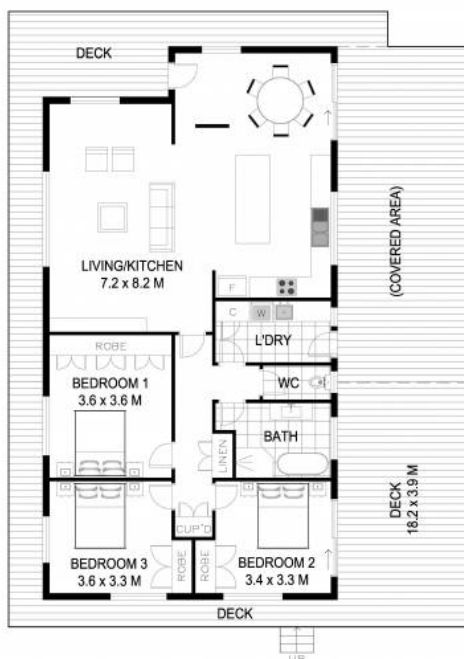 DECK
(COVERED AREA)
LIVING/KITCHEN
7.2 x 8.2 M
F
C
W
L'DRY
ROBE
BEDROOM 1
3.6 x 3.6 M
WC
BATH
LINEN
DECK
18.2 x 3.9 M
CUP'D
BEDROOM 3
3.6 x 3.3 M
ROBE
ROBE
BEDROOM 2
3.4 x 3.3 M
DECK
UP